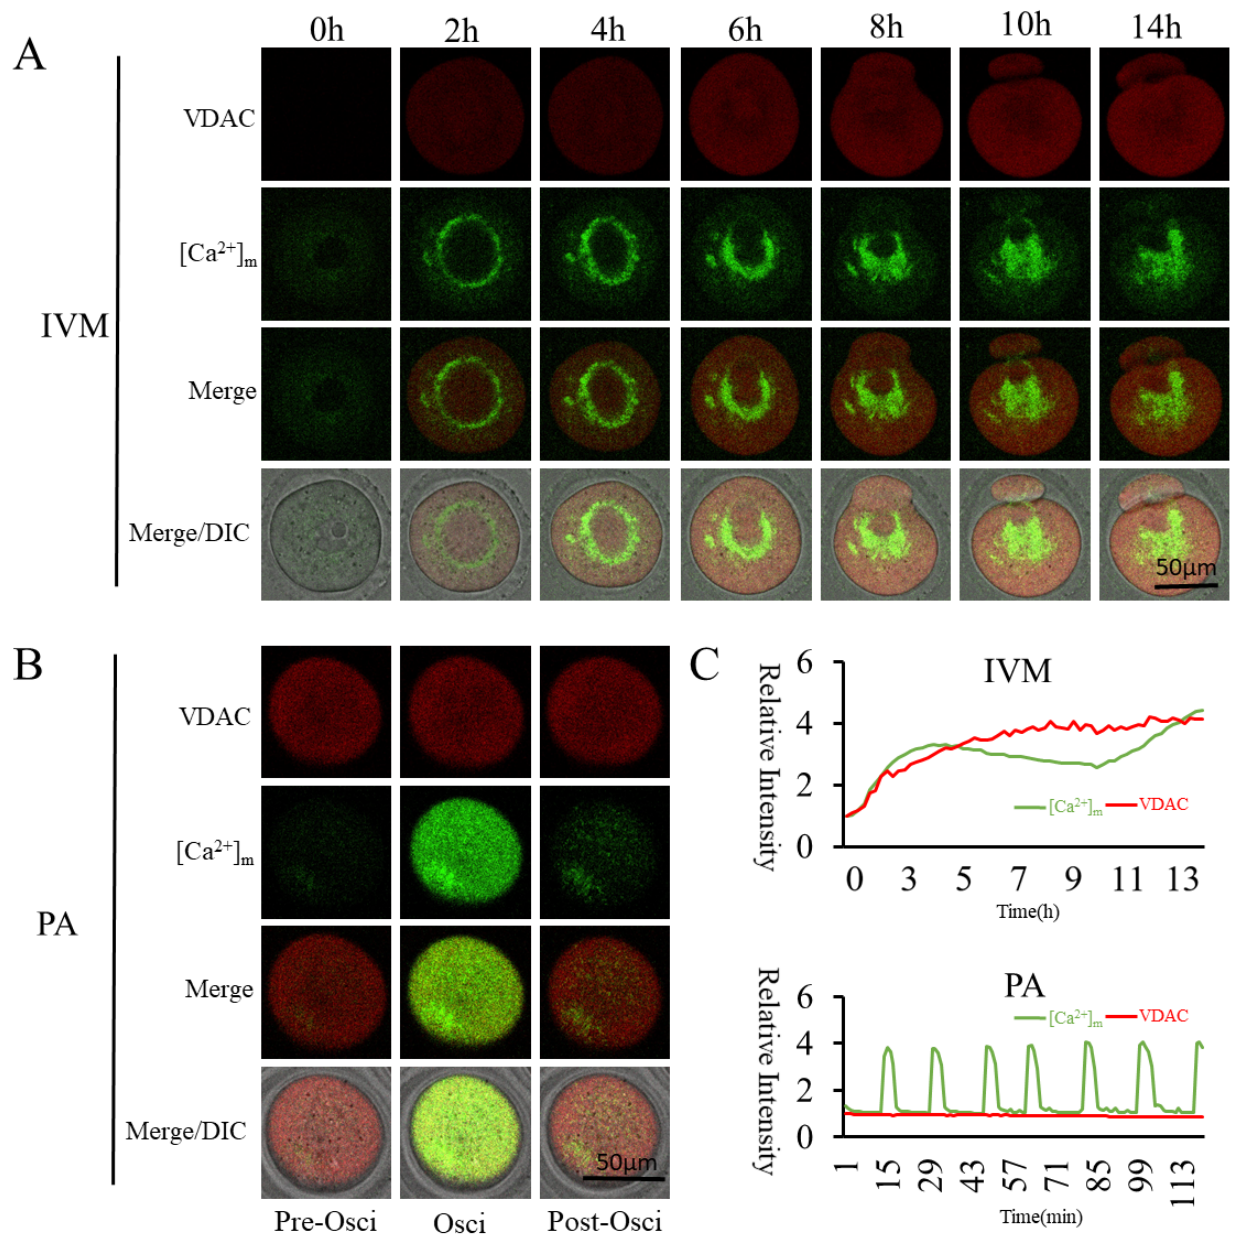 A
0h 2h 4h 6h 8h 10h 14h
VDAC
[Ca²⁺]ₘ
IVM
Merge
Merge/DIC
50μm
B
VDAC
[Ca²⁺]ₘ
PA
Merge
Merge/DIC
50μm
Pre-Osci Osci Post-Osci
C
IVM
Relative Intensity
6
4
2
0
[Ca²⁺]ₘ VDAC
0 3 5 7 9 11 13
Time(h)
PA
Relative Intensity
[Ca²⁺]ₘ VDAC
6
4
2
0
1 15 29 43 57 71 85 99 113
Time(min)